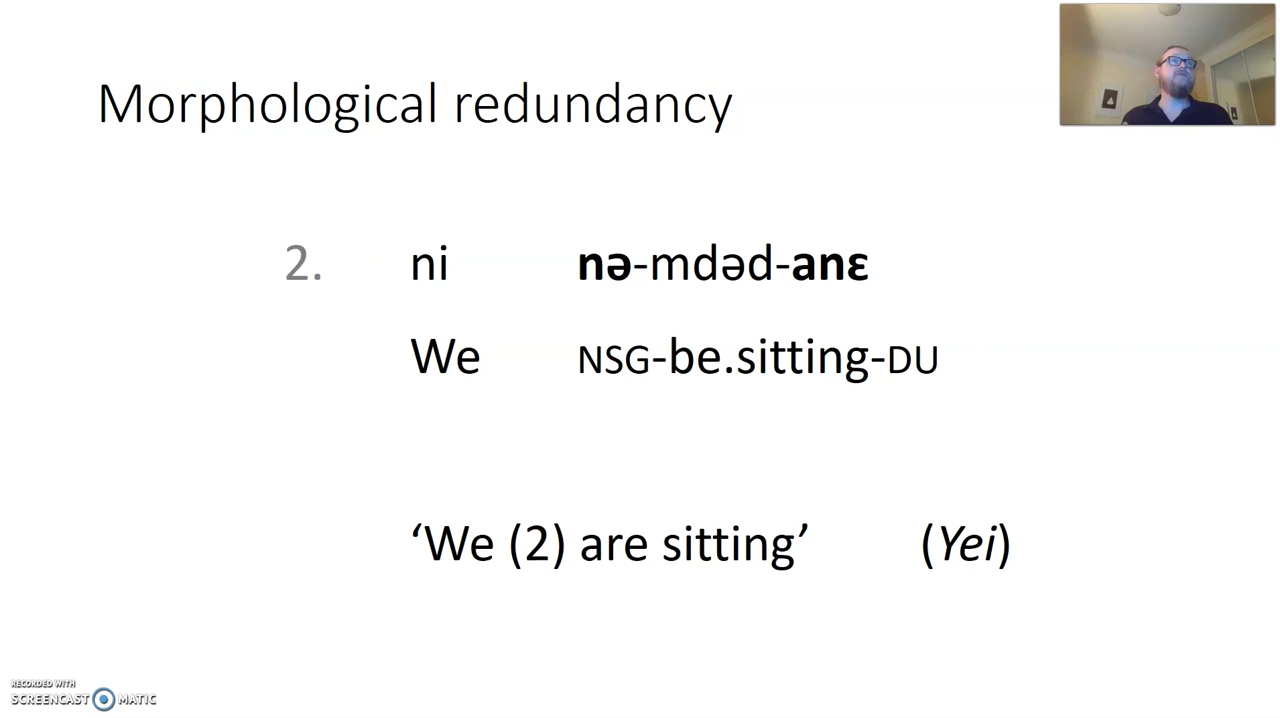 Morphological redundancy
2. ni nə-mdəd-anɛ
We NSG-be.sitting-DU
‘We (2) are sitting’ (Yei)
RECORDED WITH
SCREENCAST MATIC